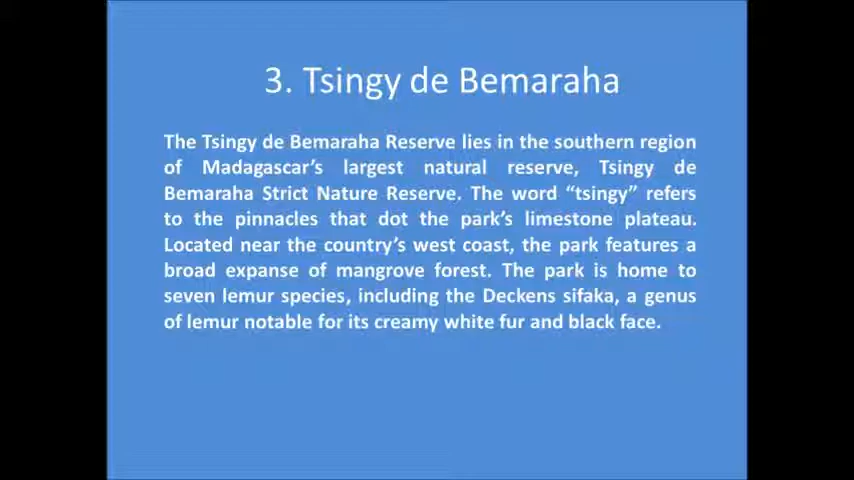 3. Tsingy de Bemaraha
The Tsingy de Bemaraha Reserve lies in the southern region
of Madagascar’s largest natural reserve, Tsingy de
Bemaraha Strict Nature Reserve. The word “tsingy” refers
to the pinnacles that dot the park’s limestone plateau.
Located near the country’s west coast, the park features a
broad expanse of mangrove forest. The park is home to
seven lemur species, including the Deckens sifaka, a genus
of lemur notable for its creamy white fur and black face.